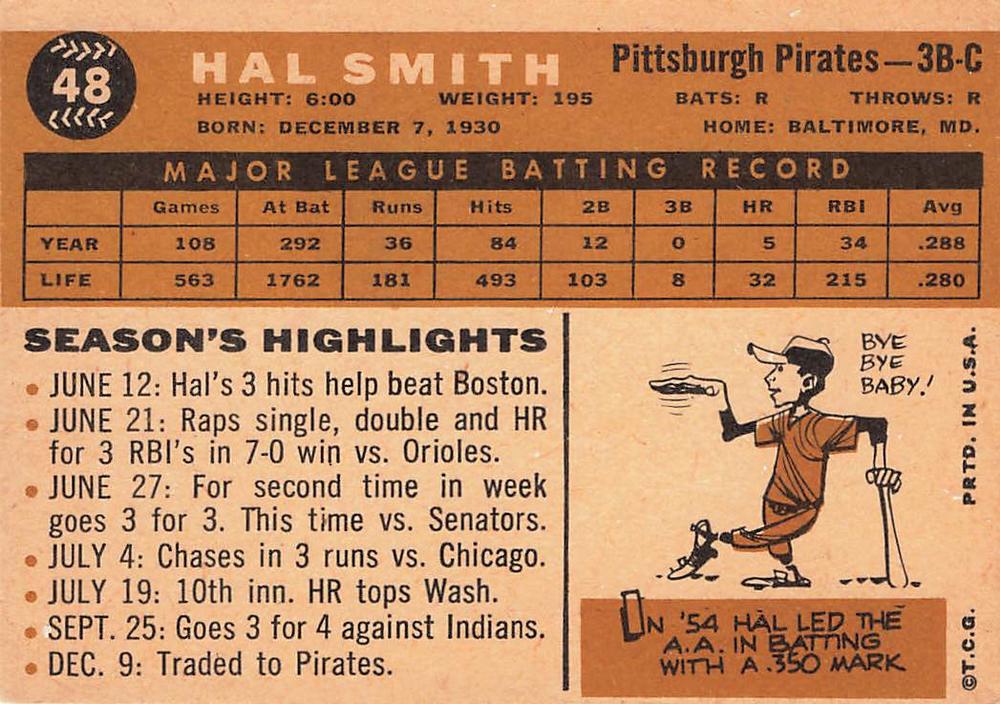 48
HAL SMITH
Pittsburgh Pirates—3B-C
HEIGHT: 6:00 WEIGHT: 195 BATS: R THROWS: R
BORN: DECEMBER 7, 1930 HOME: BALTIMORE, MD.
MAJOR LEAGUE BATTING RECORD
Games At Bat Runs Hits 2B 3B HR RBI Avg
YEAR 108 292 36 84 12 0 5 34 .288
LIFE 563 1762 181 493 103 8 32 215 .280
SEASON'S HIGHLIGHTS
• JUNE 12: Hal's 3 hits help beat Boston.
• JUNE 21: Raps single, double and HR
for 3 RBI's in 7-0 win vs. Orioles.
• JUNE 27: For second time in week
goes 3 for 3. This time vs. Senators.
• JULY 4: Chases in 3 runs vs. Chicago.
• JULY 19: 10th inn. HR tops Wash.
• SEPT. 25: Goes 3 for 4 against Indians.
• DEC. 9: Traded to Pirates.
BYE
BYE
BABY!
IN '54 HAL LED THE
A.A. IN BATTING
WITH A .350 MARK
PRTD. IN U.S.A.
©T.C.G.